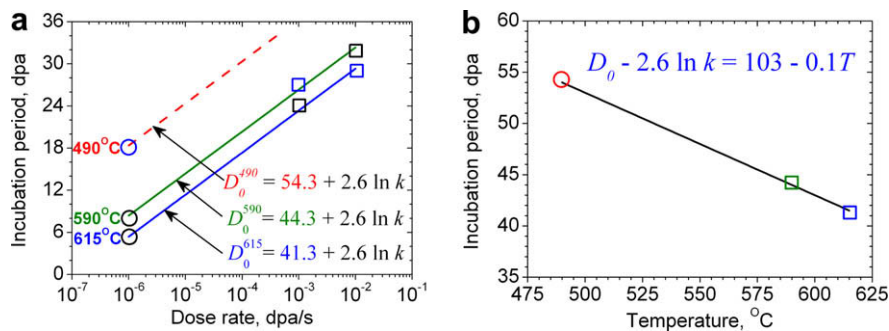 a
Incubation period, dpa
36
30
24
18
12
6
0
490°C
590°C
615°C
D₀⁴⁹⁰ = 54.3 + 2.6 ln k
D₀⁵⁹⁰ = 44.3 + 2.6 ln k
D₀⁶¹⁵ = 41.3 + 2.6 ln k
10⁻⁷ 10⁻⁶ 10⁻⁵ 10⁻⁴ 10⁻³ 10⁻² 10⁻¹
Dose rate, dpa/s
b
Incubation period, dpa
60
55
50
45
40
35
D₀ - 2.6 ln k = 103 - 0.1T
475 500 525 550 575 600 625
Temperature, °C